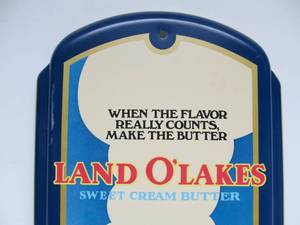 WHEN THE FLAVOR
REALLY COUNTS,
MAKE THE BUTTER
LAND O'LAKES
SWEET CREAM BUTTER